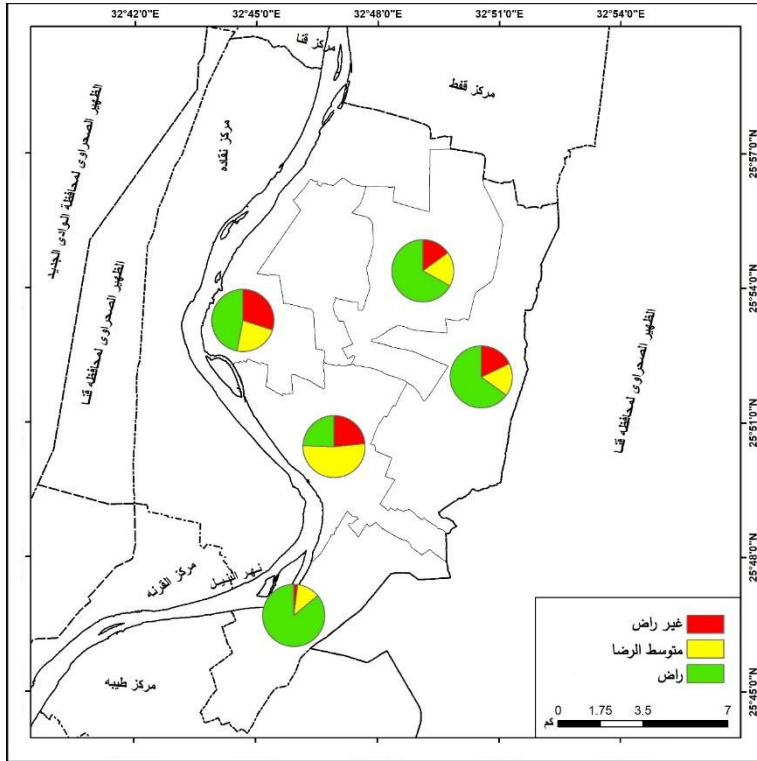 32°42'0"E
32°45'0"E
32°48'0"E
32°51'0"E
32°54'0"E
مركز قنا
مركز قفط
الظهير الصحراوى لمحافظة الوادى الجديد
مركز نقاده
25°57'0"N
25°54'0"N
الظهير الصحراوى لمحافظه قنا
الظهير الصحراوى لمحافظه قنا
25°51'0"N
25°48'0"N
مركز القرنه
نهر النيل
مركز طيبه
25°45'0"N
غير راض
متوسط الرضا
راض
0 1.75 3.5 7
كم